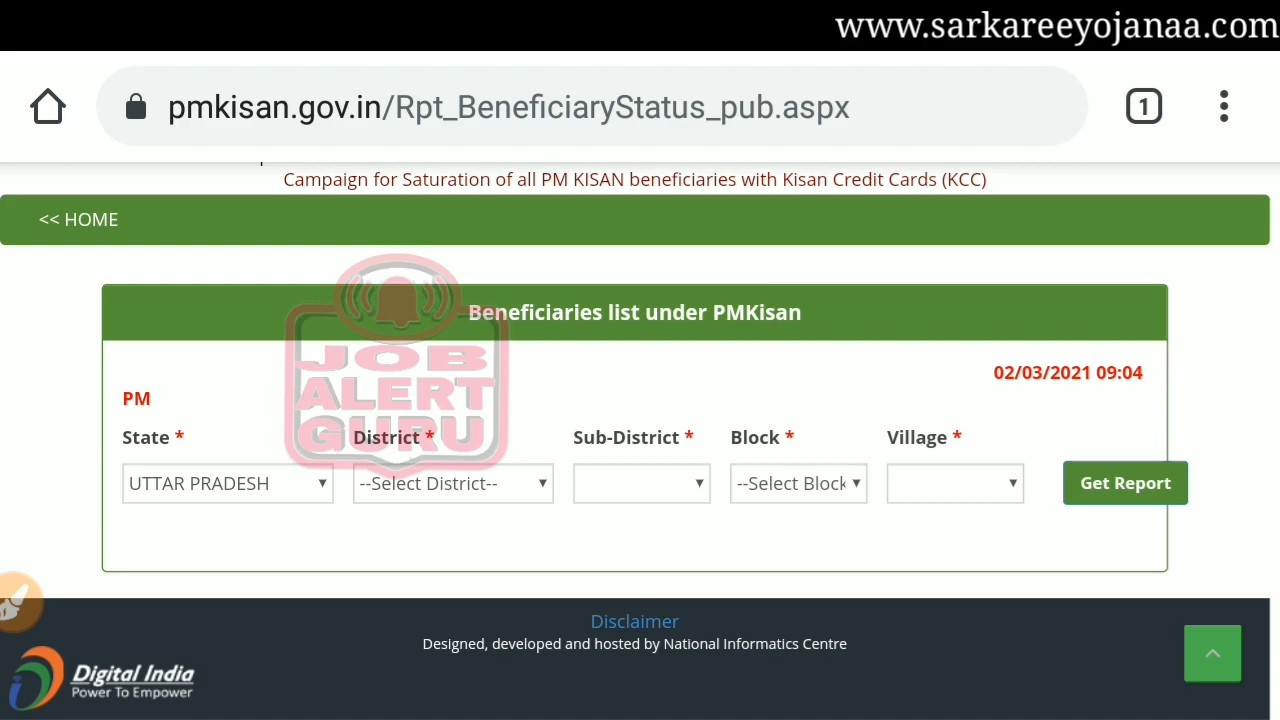 www.sarkareeyojanaa.com
pmkisan.gov.in/Rpt_BeneficiaryStatus_pub.aspx
1
Campaign for Saturation of all PM KISAN beneficiaries with Kisan Credit Cards (KCC)
<< HOME
Beneficiaries list under PMKisan
02/03/2021 09:04
PM
JOB
ALERT
GURU
State * District * Sub-District * Block * Village *
UTTAR PRADESH --Select District-- --Select Block Get Report
Disclaimer
Designed, developed and hosted by National Informatics Centre
Digital India
Power To Empower